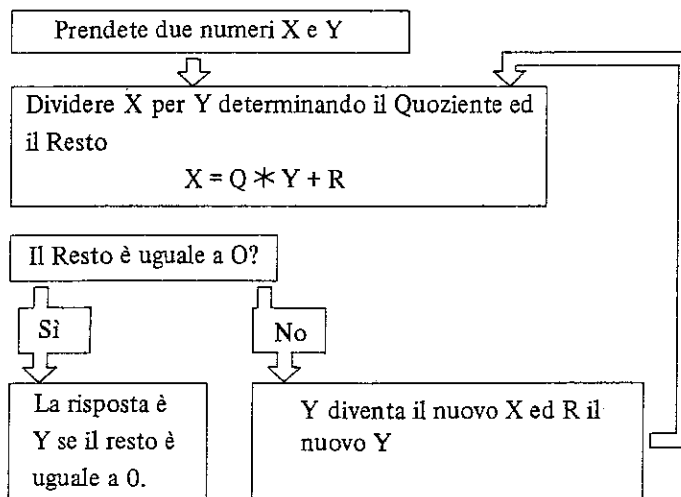 Prendete due numeri X e Y
Dividere X per Y determinando il Quoziente ed
il Resto
X = Q * Y + R
Il Resto è uguale a O?
Sì
No
La risposta è
Y se il resto è
uguale a 0.
Y diventa il nuovo X ed R il
nuovo Y